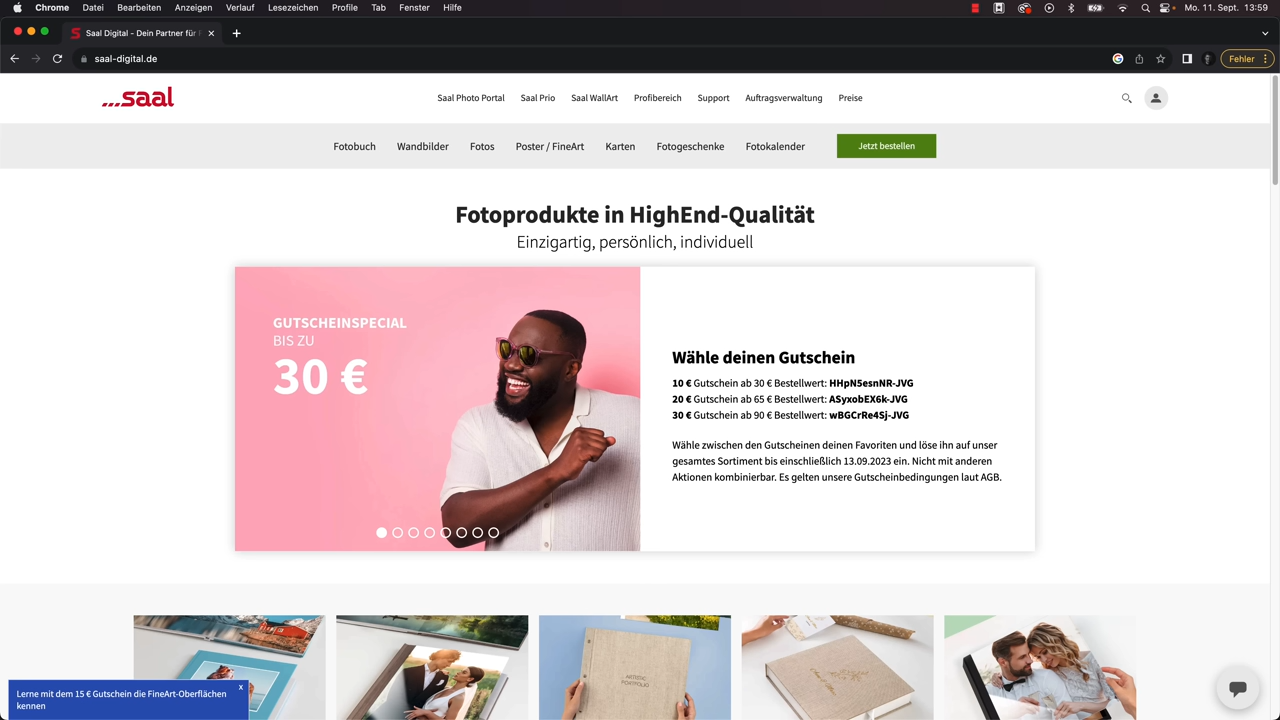 Chrome Datei Bearbeiten Anzeigen Verlauf Lesezeichen Profile Tab Fenster Hilfe Mo. 11. Sept. 13:59
Saal Digital - Dein Partner für F
saal-digital.de Fehler
...saal Saal Photo Portal Saal Prio Saal WallArt Profibereich Support Auftragsverwaltung Preise
Fotobuch Wandbilder Fotos Poster / FineArt Karten Fotogeschenke Fotokalender Jetzt bestellen
Fotoprodukte in HighEnd-Qualität
Einzigartig, persönlich, individuell
GUTSCHEINSPECIAL
BIS ZU
30 €
Wähle deinen Gutschein
10 € Gutschein ab 30 € Bestellwert: HHpN5esnNR-JVG
20 € Gutschein ab 65 € Bestellwert: ASyxobEX6k-JVG
30 € Gutschein ab 90 € Bestellwert: wBGCrRe4Sj-JVG
Wähle zwischen den Gutscheinen deinen Favoriten und löse ihn auf unser
gesamtes Sortiment bis einschließlich 13.09.2023 ein. Nicht mit anderen
Aktionen kombinierbar. Es gelten unsere Gutscheinbedingungen laut AGB.
ARTISTIC
PORTFOLIO
Lerne mit dem 15 € Gutschein die FineArt-Oberflächen x
kennen